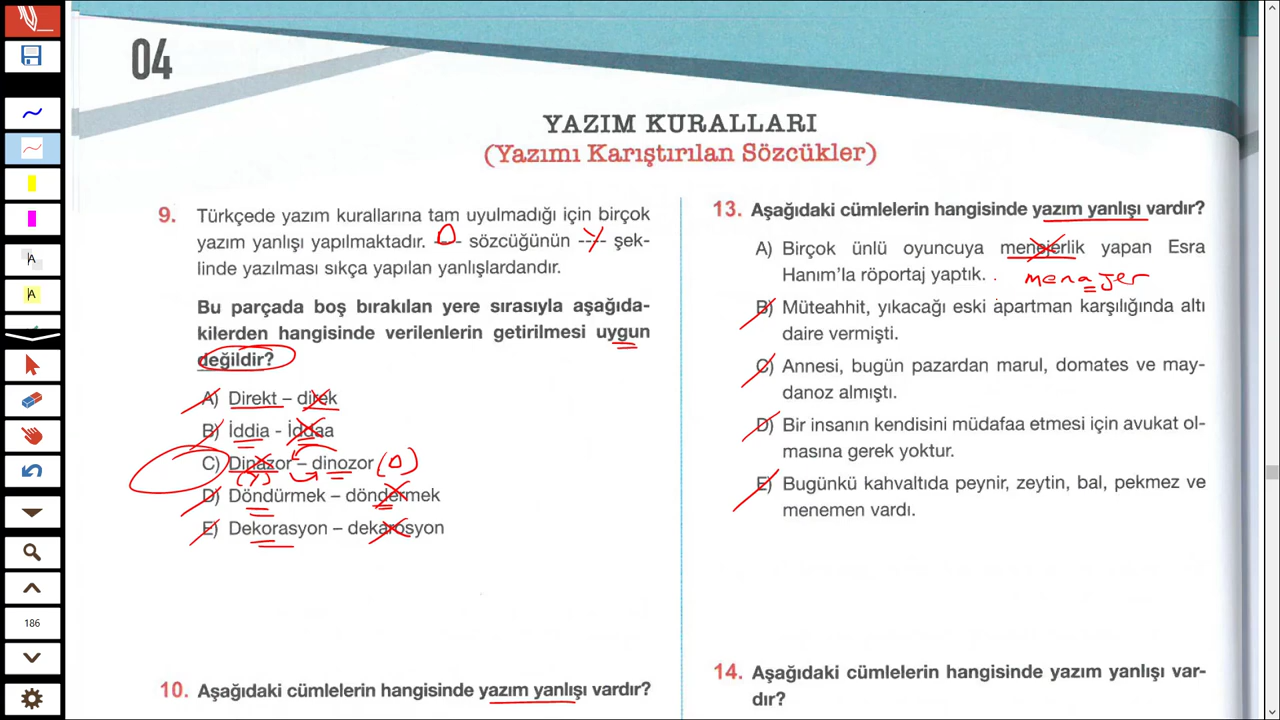 04
YAZIM KURALLARI
(Yazımı Karıştırılan Sözcükler)
9. Türkçede yazım kurallarına tam uyulmadığı için birçok
yazım yanlışı yapılmaktadır. ---- sözcüğünün ---- şek-
linde yazılması sıkça yapılan yanlışlardandır.
D
Y
Bu parçada boş bırakılan yere sırasıyla aşağıda-
kilerden hangisinde verilenlerin getirilmesi uygun
değildir?
A) Direkt – direk
B) İddia - İddaa
C) Dinazor – dinozor (D)
(Y)
D) Döndürmek – döndermek
E) Dekorasyon – dekarosyon
10. Aşağıdaki cümlelerin hangisinde yazım yanlışı vardır?
13. Aşağıdaki cümlelerin hangisinde yazım yanlışı vardır?
A) Birçok ünlü oyuncuya menejerlik yapan Esra
Hanım'la röportaj yaptık.
menajer
B) Müteahhit, yıkacağı eski apartman karşılığında altı
daire vermişti.
C) Annesi, bugün pazardan marul, domates ve may-
danoz almıştı.
D) Bir insanın kendisini müdafaa etmesi için avukat ol-
masına gerek yoktur.
E) Bugünkü kahvaltıda peynir, zeytin, bal, pekmez ve
menemen vardı.
14. Aşağıdaki cümlelerin hangisinde yazım yanlışı var-
dır?
A
A
186